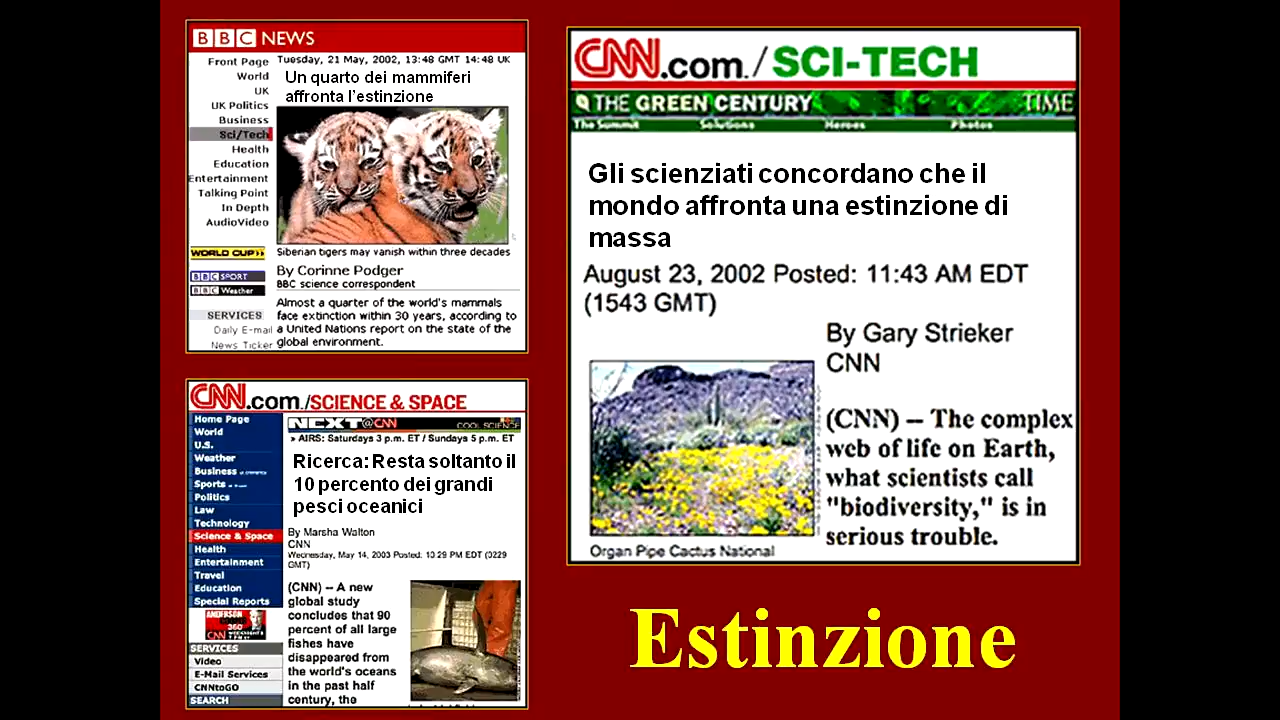 BBC NEWS
Tuesday, 21 May, 2002, 13:48 GMT 14:48 UK
Front Page
World
UK
UK Politics
Business
Sci/Tech
Health
Education
Entertainment
Talking Point
In Depth
AudioVideo
WORLD CUP
BBC SPORT
BBC Weather
SERVICES
Daily E-mail
News Ticker
Un quarto dei mammiferi
affronta l'estinzione
Siberian tigers may vanish within three decades
By Corinne Podger
BBC science correspondent
Almost a quarter of the world's mammals
face extinction within 30 years, according to
a United Nations report on the state of the
global environment.
CNN.com./SCIENCE & SPACE
Home Page
World
U.S.
Weather
Business
Sports
Politics
Law
Technology
Science & Space
Health
Entertainment
Travel
Education
Special Reports
ANDERSON
360
CNN
SERVICES
Video
E-Mail Services
CNNtoGO
SEARCH
NEXT@CNN
COOL SCIENCE
» AIRS: Saturdays 3 p.m. ET / Sundays 5 p.m. ET
Ricerca: Resta soltanto il
10 percento dei grandi
pesci oceanici
By Marsha Walton
CNN
Wednesday, May 14, 2003 Posted: 10:29 PM EDT (0229
GMT)
(CNN) -- A new
global study
concludes that 90
percent of all large
fishes have
disappeared from
the world's oceans
in the past half
century, the
CNN.com./SCI-TECH
THE GREEN CENTURY TIME
The Summit Solutions Heroes Photos
Gli scienziati concordano che il
mondo affronta una estinzione di
massa
August 23, 2002 Posted: 11:43 AM EDT
(1543 GMT)
By Gary Strieker
CNN
(CNN) -- The complex
web of life on Earth,
what scientists call
"biodiversity," is in
serious trouble.
Organ Pipe Cactus National
Estinzione